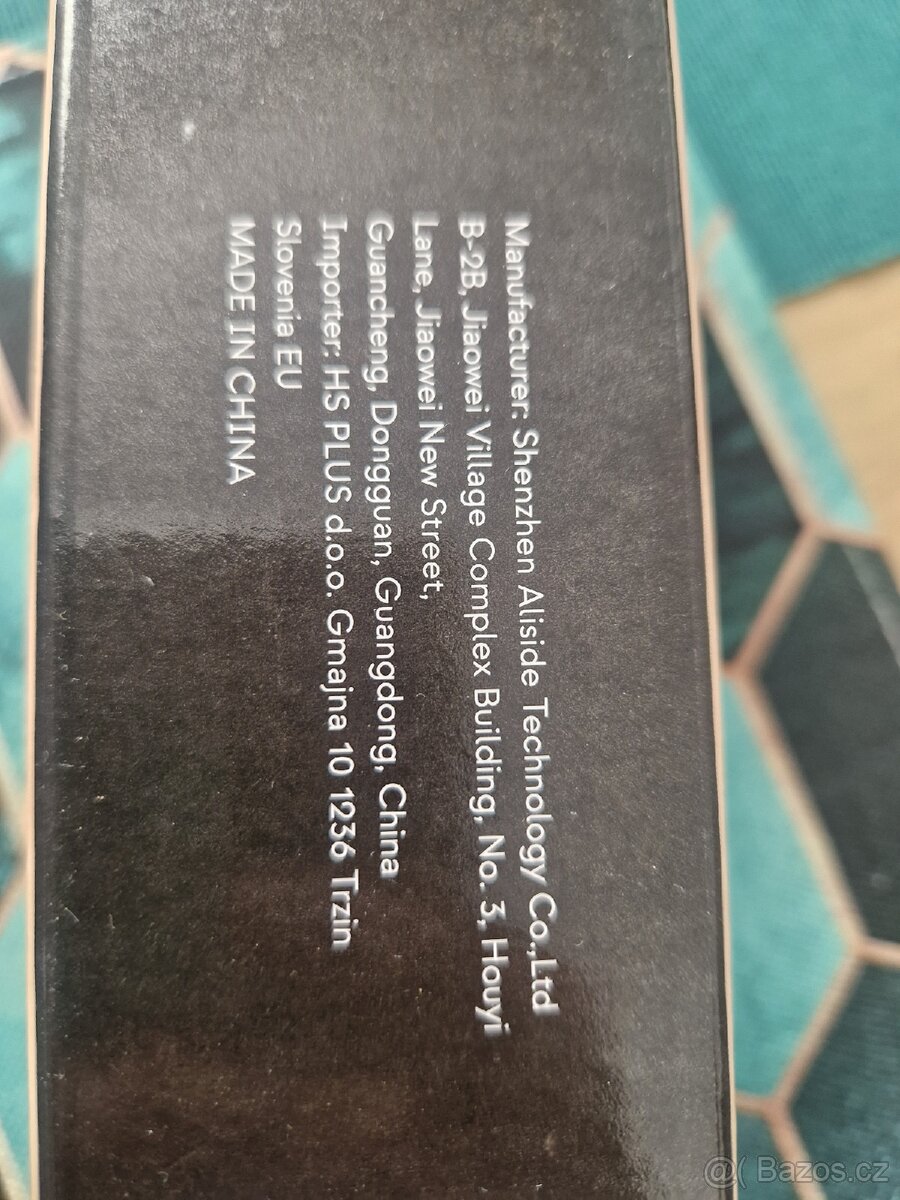 Manufacturer: Shenzhen Aliside Technology Co.,Ltd
B-2B, Jiaowei Village Complex Building, No. 3, Houyi
Lane, Jiaowei New Street,
Guancheng, Dongguan, Guangdong, China
Importer: HS PLUS d.o.o. Gmajna 10 1236 Trzin
Slovenia EU
MADE IN CHINA
@( Bazos.cz